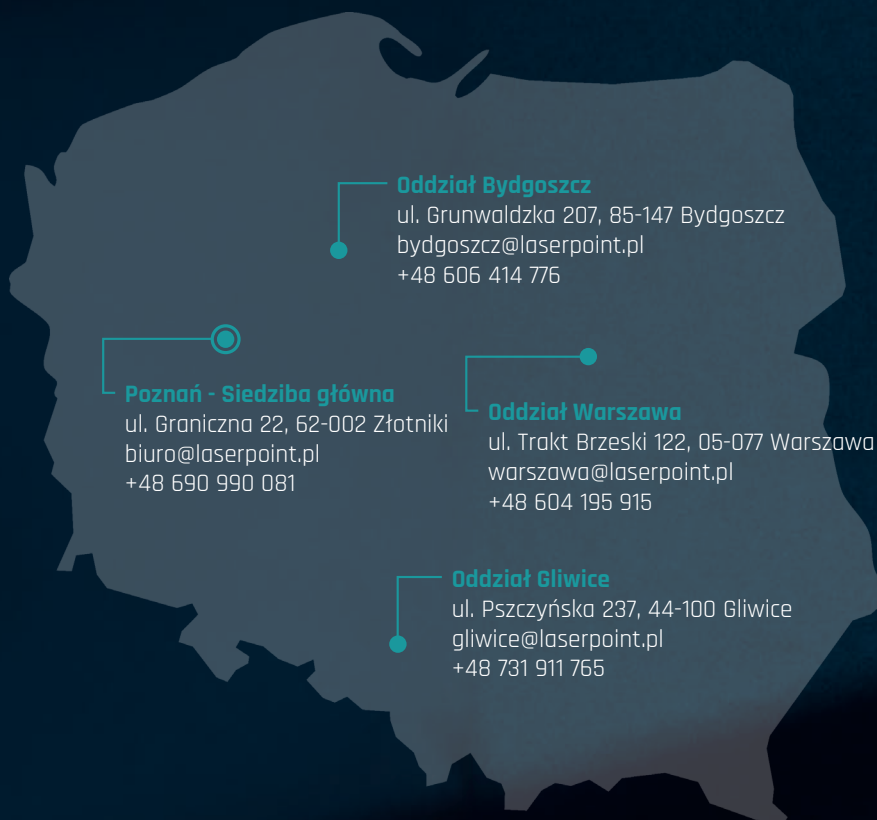 Oddział Bydgoszcz
ul. Grunwaldzka 207, 85-147 Bydgoszcz
bydgoszcz@laserpoint.pl
+48 606 414 776
Poznań - Siedziba główna
ul. Graniczna 22, 62-002 Złotniki
biuro@laserpoint.pl
+48 690 990 081
Oddział Warszawa
ul. Trakt Brzeski 122, 05-077 Warszawa
warszawa@laserpoint.pl
+48 604 195 915
Oddział Gliwice
ul. Pszczyńska 237, 44-100 Gliwice
gliwice@laserpoint.pl
+48 731 911 765